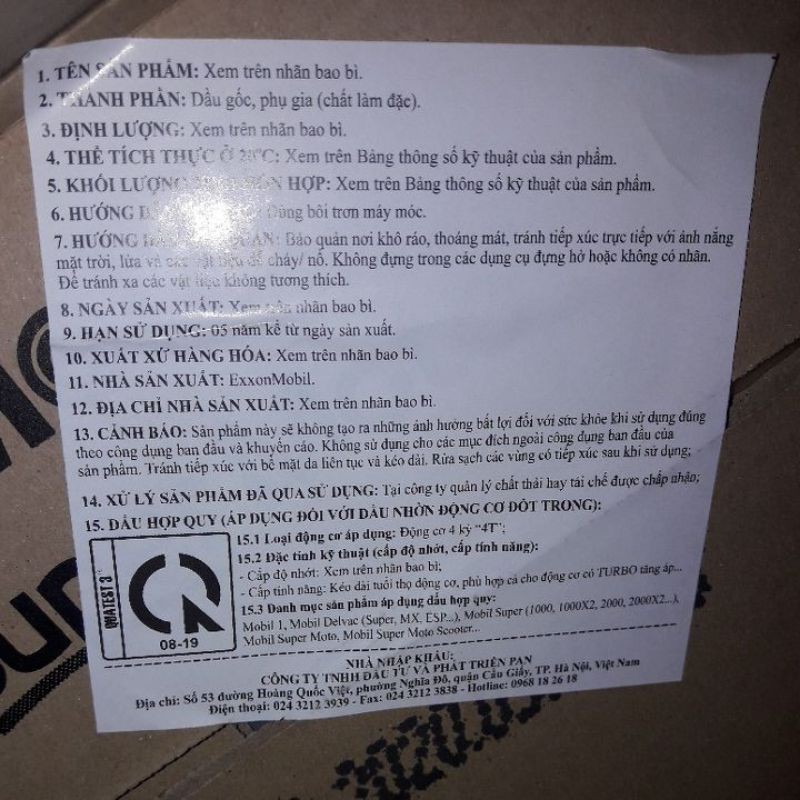 1. TÊN SẢN PHẨM: Xem trên nhãn bao bì.
2. THÀNH PHẦN: Dầu gốc, phụ gia (chất làm đặc).
3. ĐỊNH LƯỢNG: Xem trên nhãn bao bì.
4. THỂ TÍCH THỰC Ở 20°C: Xem trên Bảng thông số kỹ thuật của sản phẩm.
5. KHỐI LƯỢNG HỢP: Xem trên Bảng thông số kỹ thuật của sản phẩm.
6. HƯỚNG Dùng bôi trơn máy móc.
7. HƯỚNG DẪN QUẢN: Bảo quản nơi khô ráo, thoáng mát, tránh tiếp xúc trực tiếp với ánh nắng
mặt trời, lửa và các vật liệu dễ cháy/ nổ. Không đựng trong các dụng cụ đựng hở hoặc không có nhãn.
Để tránh xa các vật liệu không tương thích.
8. NGÀY SẢN XUẤT: Xem trên nhãn bao bì.
9. HẠN SỬ DỤNG: 05 năm kể từ ngày sản xuất.
10. XUẤT XỨ HÀNG HÓA: Xem trên nhãn bao bì.
11. NHÀ SẢN XUẤT: ExxonMobil.
12. ĐỊA CHỈ NHÀ SẢN XUẤT: Xem trên nhãn bao bì.
13. CẢNH BÁO: Sản phẩm này sẽ không tạo ra những ảnh hưởng bất lợi đối với sức khỏe khi sử dụng đúng
theo công dụng ban đầu và khuyến cáo. Không sử dụng cho các mục đích ngoài công dụng ban đầu của
sản phẩm. Tránh tiếp xúc với bề mặt da liên tục và kéo dài. Rửa sạch các vùng có tiếp xúc sau khi sử dụng;
14. XỬ LÝ SẢN PHẨM ĐÃ QUA SỬ DỤNG: Tại công ty quản lý chất thải hay tái chế được chấp nhận;
15. DẤU HỢP QUY (ÁP DỤNG ĐỐI VỚI DẦU NHỜN ĐỘNG CƠ ĐỐT TRONG):
15.1 Loại động cơ áp dụng: Động cơ 4 kỳ “4T”;
15.2 Đặc tính kỹ thuật (cấp độ nhớt, cấp tính năng):
- Cấp độ nhớt: Xem trên nhãn bao bì;
- Cấp tính năng: Kéo dài tuổi thọ động cơ, phù hợp cả cho động cơ có TURBO tăng áp...
15.3 Danh mục sản phẩm áp dụng dấu hợp quy:
Mobil 1, Mobil Delvac (Super, MX, ESP...), Mobil Super (1000, 1000X2, 2000, 2000X2...),
Mobil Super Moto, Mobil Super Moto Scooter...
QUATEST 3
08-19
NHÀ NHẬP KHẨU:
CÔNG TY TNHH ĐẦU TƯ VÀ PHÁT TRIỂN PAN
Địa chỉ: Số 53 đường Hoàng Quốc Việt, phường Nghĩa Đô, quận Cầu Giấy, TP. Hà Nội, Việt Nam
Điện thoại: 024 3212 3939 - Fax: 024 3212 3838 - Hotline: 0968 18 26 18